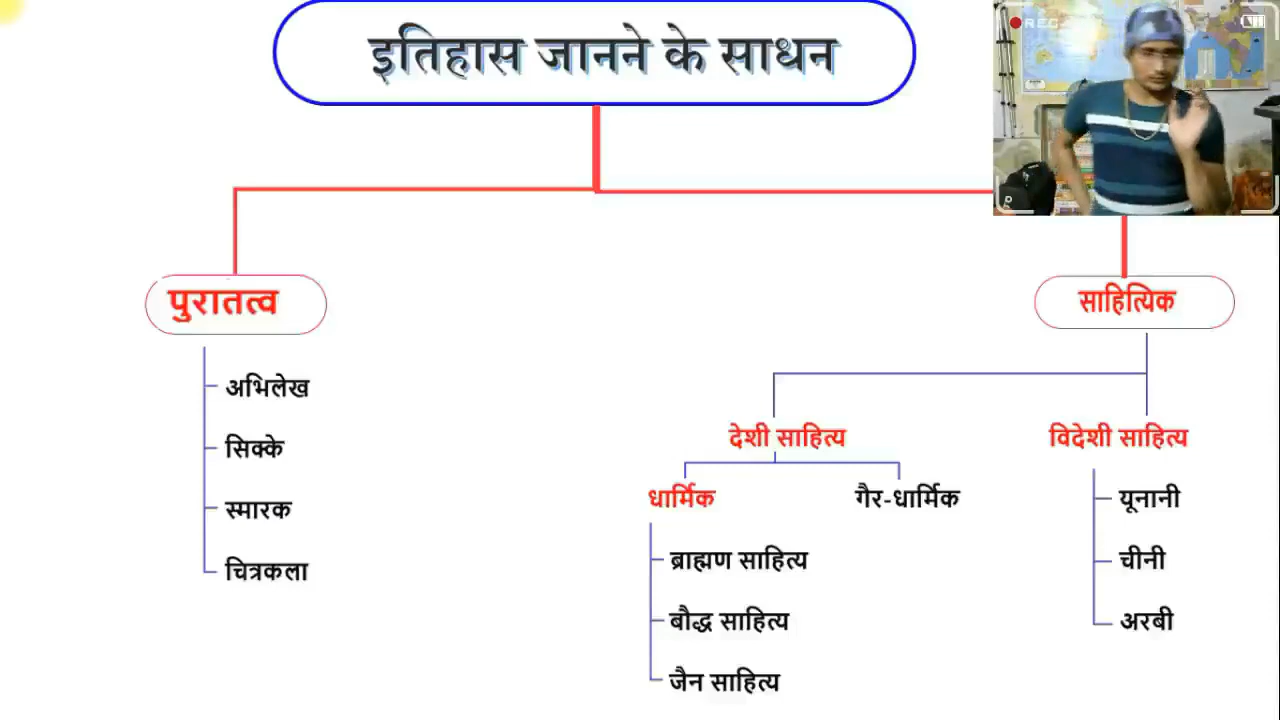 इतिहास जानने के साधन
REC
पुरातत्व
अभिलेख
सिक्के
स्मारक
चित्रकला
साहित्यिक
देशी साहित्य
विदेशी साहित्य
धार्मिक
गैर-धार्मिक
ब्राह्मण साहित्य
बौद्ध साहित्य
जैन साहित्य
यूनानी
चीनी
अरबी